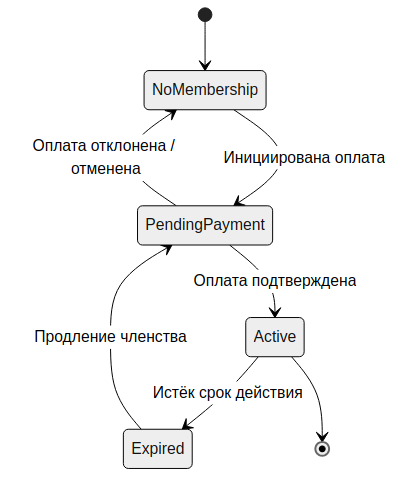 NoMembership
Оплата отклонена /
отменена
Инициирована оплата
PendingPayment
Оплата подтверждена
Продление членства
Active
Истёк срок действия
Expired